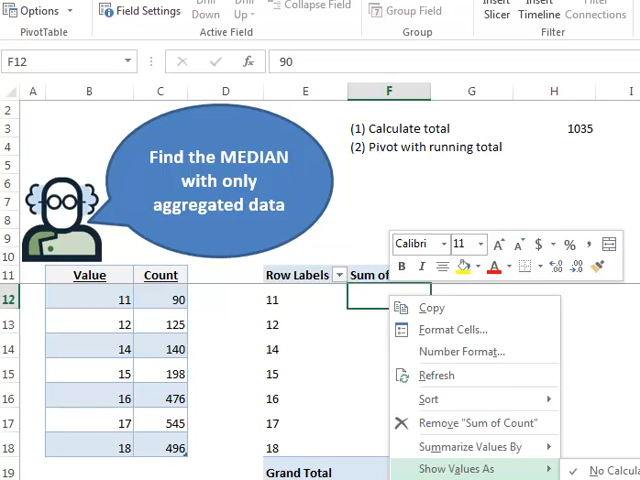 Options
Field Settings
Drill
Down
Drill
Up
Collapse Field
Group Field
Insert
Slicer
Insert
Timeline
Filter
Connections
PivotTable
Active Field
Group
Filter
F12
fx
90
A
B
C
D
E
F
G
H
I
2
3
(1) Calculate total
1035
4
(2) Pivot with running total
5
6
7
8
9
10
Find the MEDIAN
with only
aggregated data
Calibri
11
A
A
$
%
,
B
I
A
.00
.00
11
Value
Count
Row Labels
Sum of
12
11
90
11
13
12
125
12
14
14
140
14
15
15
198
15
16
16
476
16
17
17
545
17
18
18
496
18
19
Grand Total
Copy
Format Cells...
Number Format...
Refresh
Sort
Remove "Sum of Count"
Summarize Values By
Show Values As
No Calcula